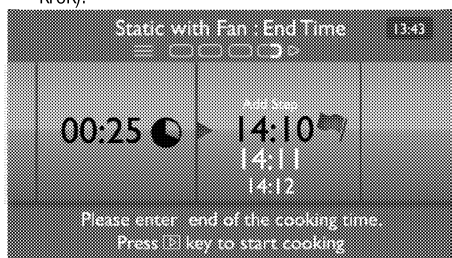 Static with Fan : End Time
13:43
Add Step
00:25
14:10
14:11
14:12
Please enter end of the cooking time.
Press key to start cooking